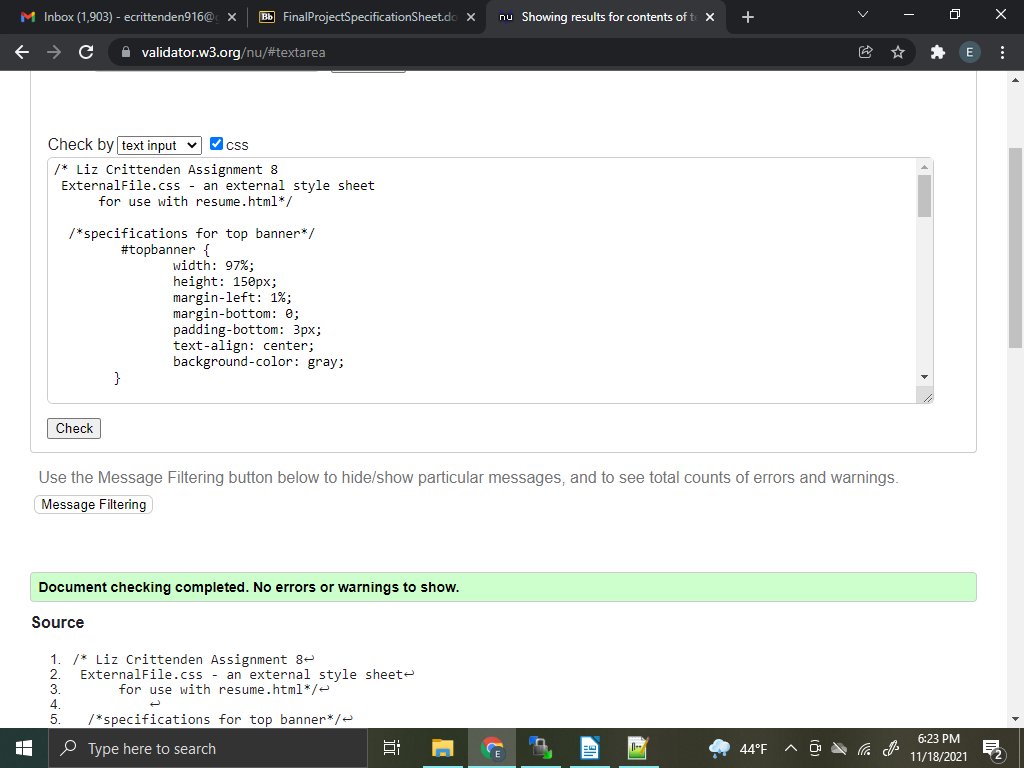 Inbox (1,903) - ecrittenden916@
Bb FinalProjectSpecificationSheet.do
nu Showing results for contents of t
validator.w3.org/nu/#textarea
E
Check by text input css
/* Liz Crittenden Assignment 8
ExternalFile.css - an external style sheet
for use with resume.html*/
/*specifications for top banner*/
#topbanner {
width: 97%;
height: 150px;
margin-left: 1%;
margin-bottom: 0;
padding-bottom: 3px;
text-align: center;
background-color: gray;
}
Check
Use the Message Filtering button below to hide/show particular messages, and to see total counts of errors and warnings.
Message Filtering
Document checking completed. No errors or warnings to show.
Source
1. /* Liz Crittenden Assignment 8↩
2. ExternalFile.css - an external style sheet↩
3. for use with resume.html*/↩
4. ↩
5. /*specifications for top banner*/↩
Type here to search
E
44°F
6:23 PM
11/18/2021
2